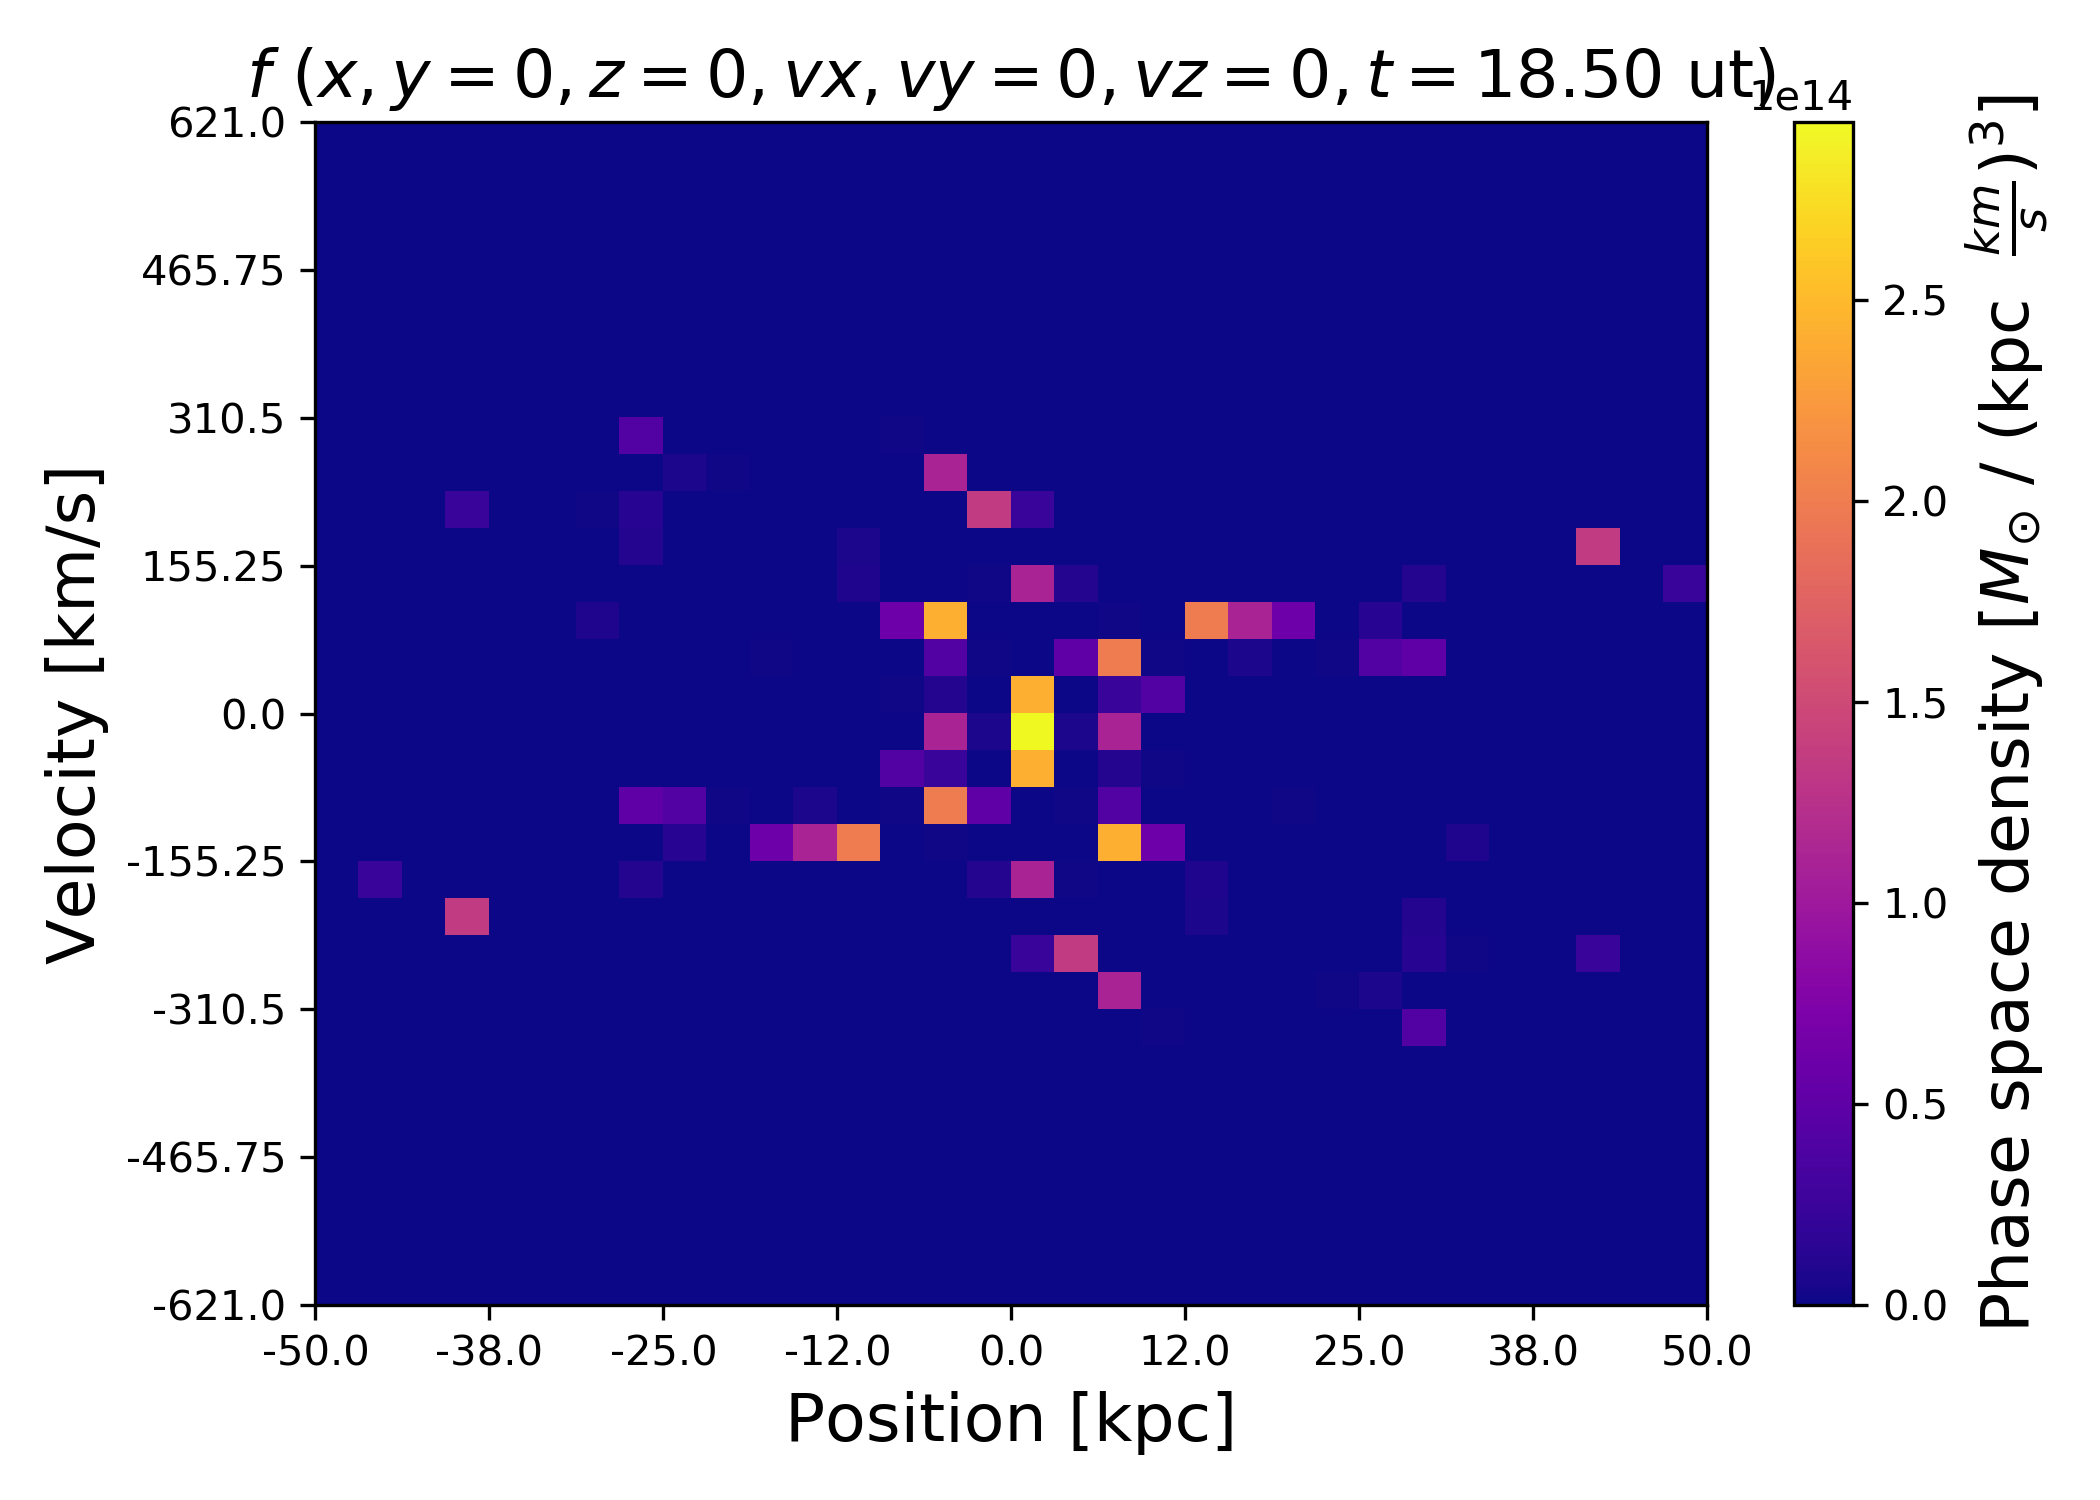 f (x, y = 0, z = 0, vx, vy = 0, vz = 0, t = 18.50 ut)
1e14
621.0
465.75
310.5
155.25
0.0
-155.25
-310.5
-465.75
-621.0
Velocity [km/s]
-50.0 -38.0 -25.0 -12.0 0.0 12.0 25.0 38.0 50.0
Position [kpc]
2.5
2.0
1.5
1.0
0.5
0.0
Phase space density [M⊙ / (kpc km/s)³]